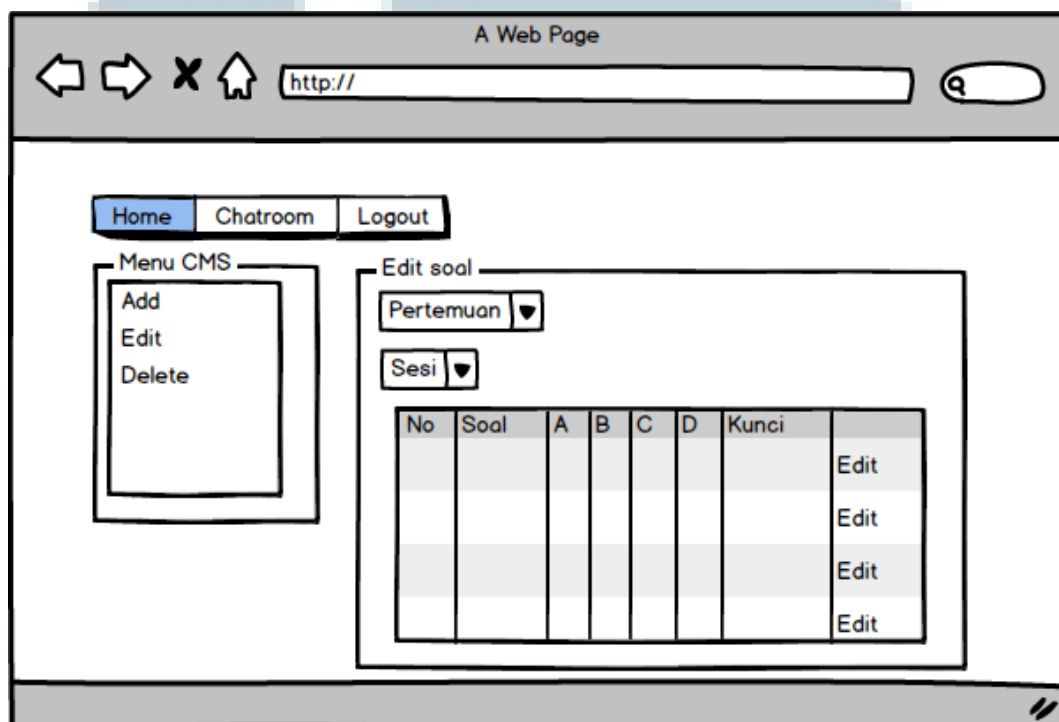 A Web Page
http://
Home Chatroom Logout
Menu CMS
Add
Edit
Delete
Edit soal
Pertemuan
Sesi
No Soal A B C D Kunci
Edit
Edit
Edit
Edit